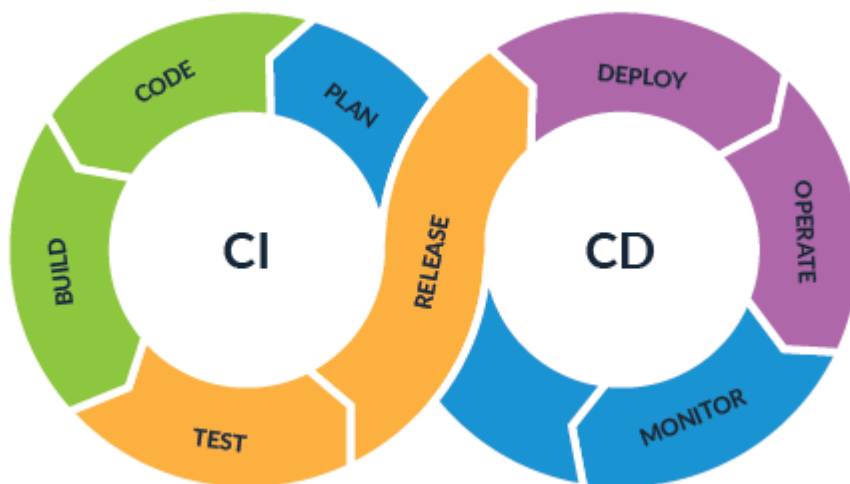 CODE
PLAN
BUILD
CI
TEST
RELEASE
DEPLOY
CD
OPERATE
MONITOR